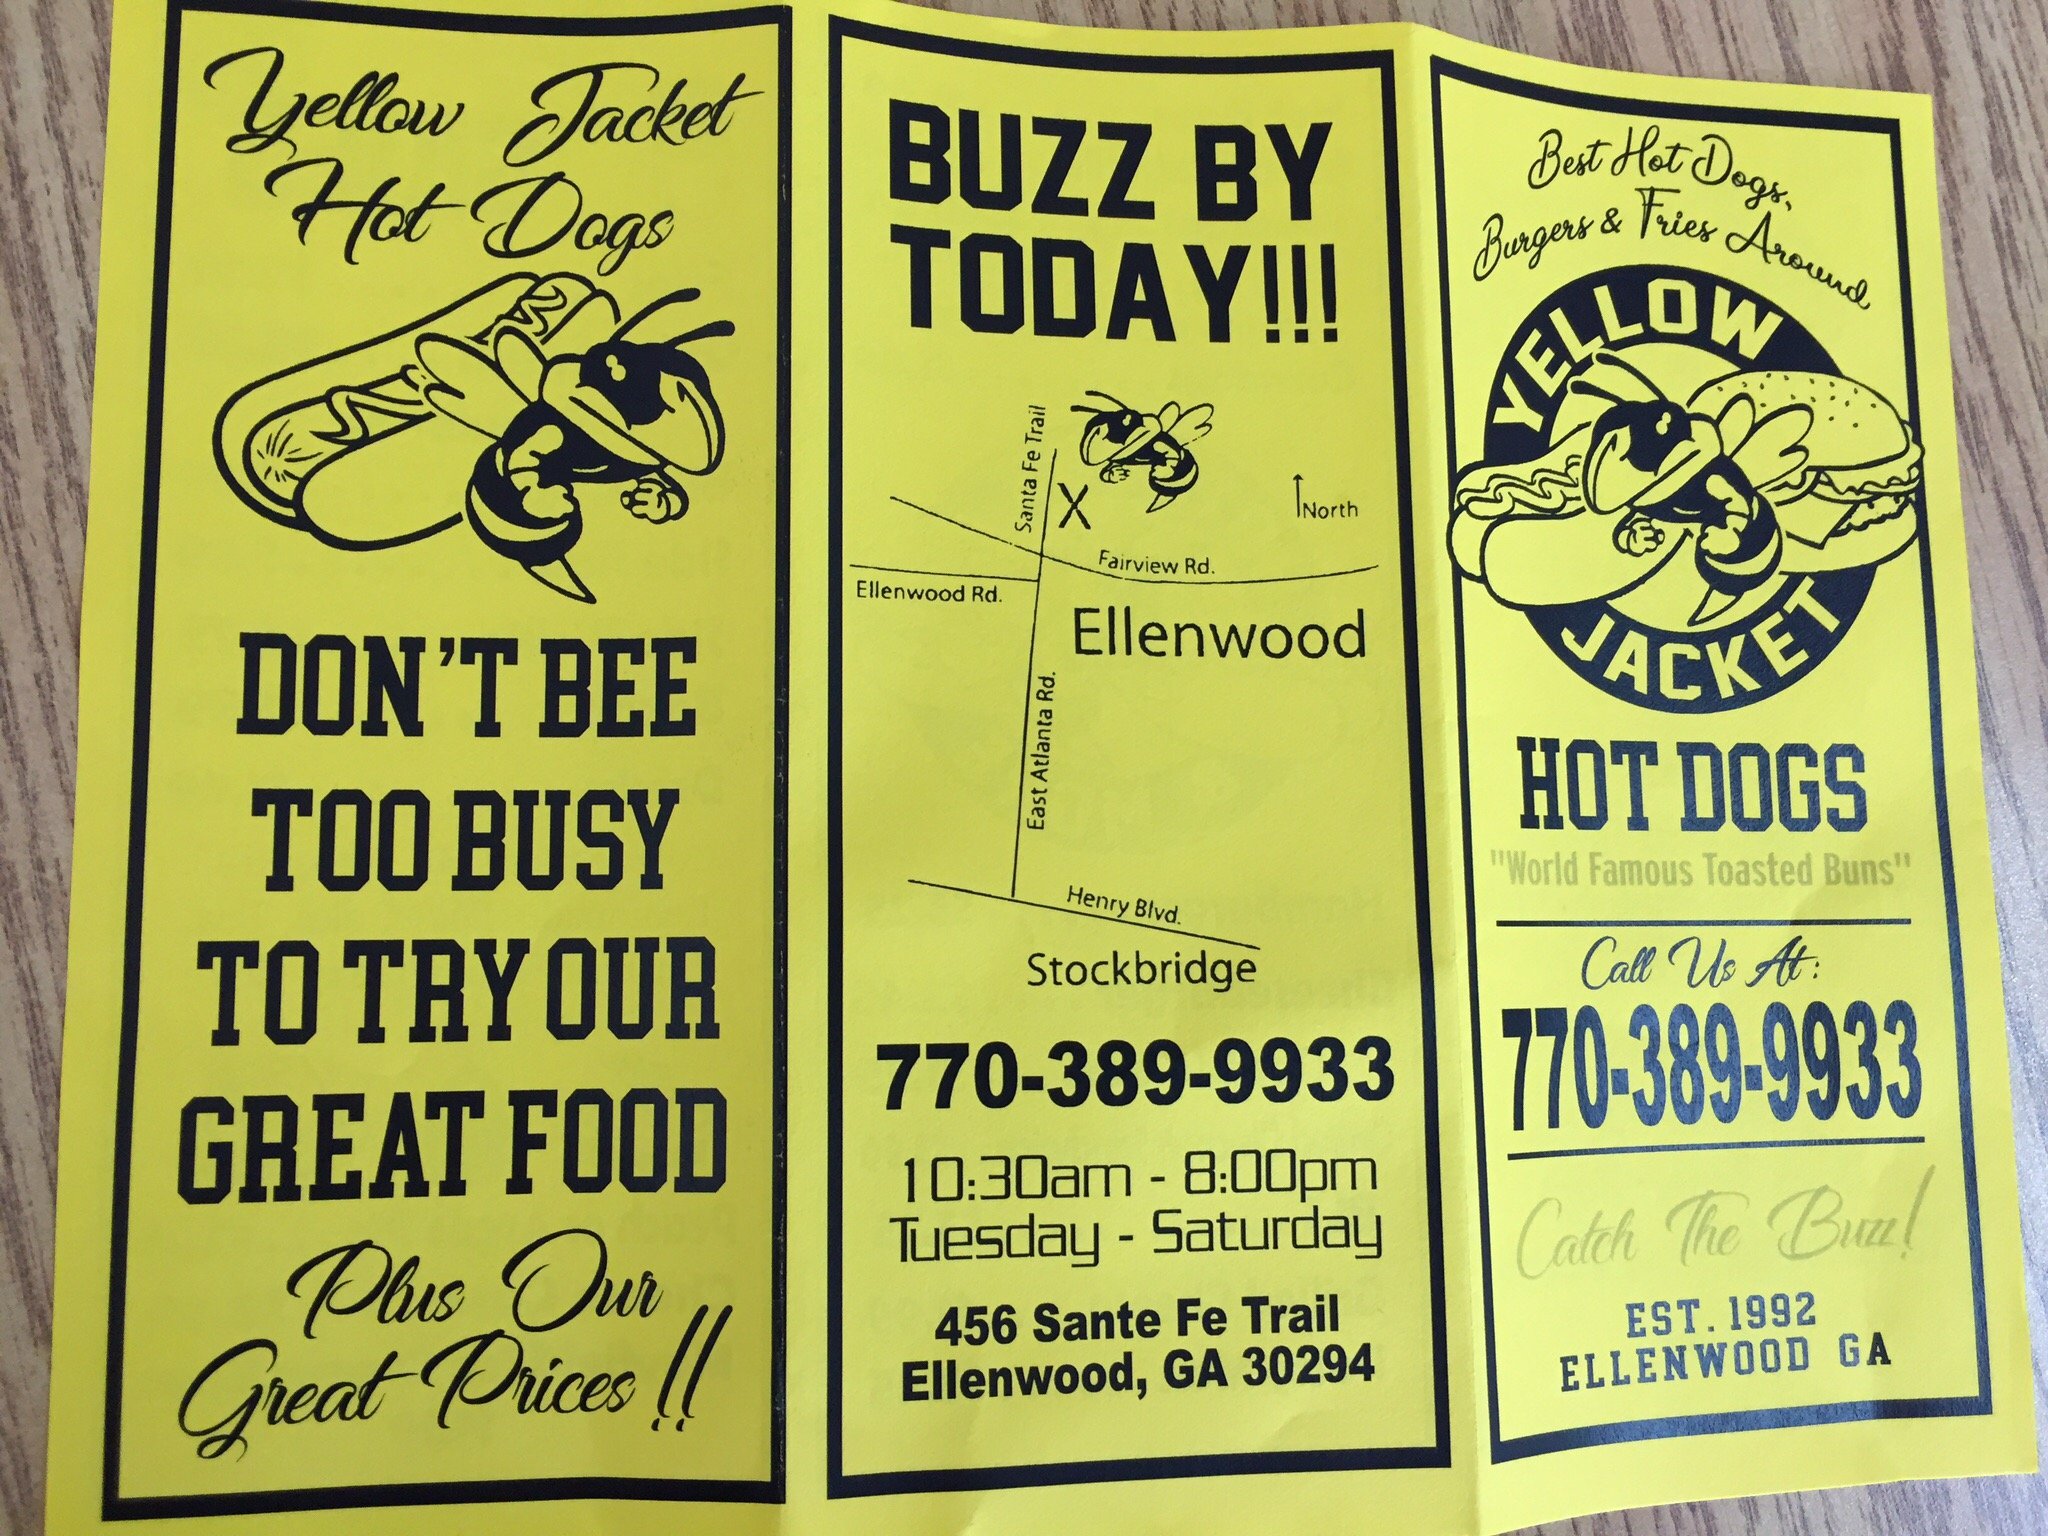 Yellow Jacket
Hot Dogs
DON'T BEE
TOO BUSY
TO TRY OUR
GREAT FOOD
Plus Our
Great Prices!!
BUZZ BY
TODAY!!!
Santa Fe Trail
X
North
Fairview Rd.
Ellenwood Rd.
Ellenwood
East Atlanta Rd.
Henry Blvd.
Stockbridge
770-389-9933
10:30am - 8:00pm
Tuesday - Saturday
456 Sante Fe Trail
Ellenwood, GA 30294
Best Hot Dogs,
Burgers & Fries Around
YELLOW
JACKET
HOT DOGS
"World Famous Toasted Buns"
Call Us At:
770-389-9933
Catch The Buzz!
EST. 1992
ELLENWOOD GA